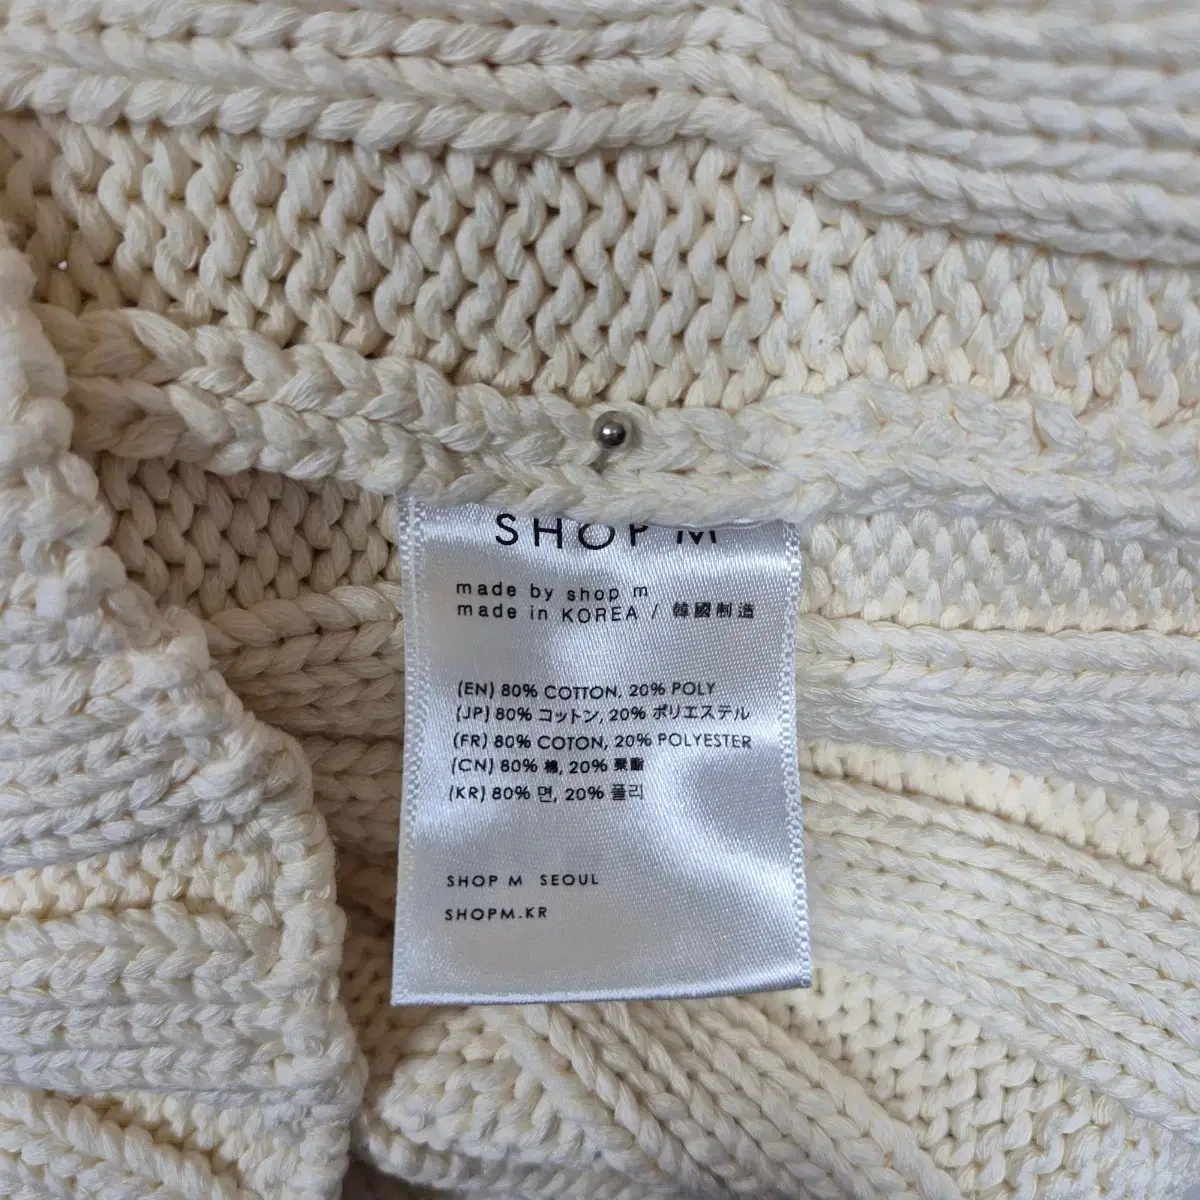 SHOP M
made by shop m
made in KOREA / 韓國制造
(EN) 80% COTTON, 20% POLY
(JP) 80% コットン, 20% ポリエステル
(FR) 80% COTON, 20% POLYESTER
(CN) 80% 棉, 20% 聚酯
(KR) 80% 면, 20% 폴리
SHOP M SEOUL
SHOPM.KR